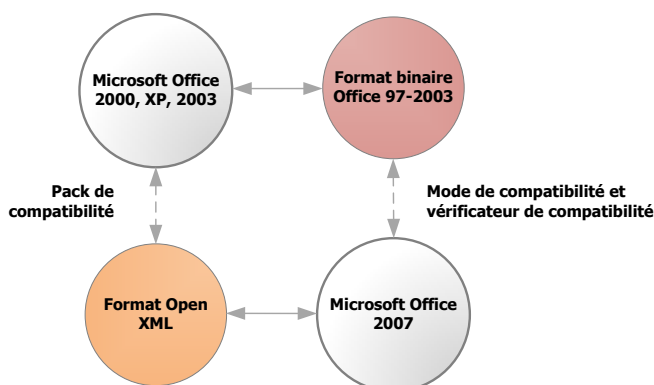 Microsoft Office
2000, XP, 2003
Format binaire
Office 97-2003
Pack de
compatibilité
Mode de compatibilité et
vérificateur de compatibilité
Format Open
XML
Microsoft Office
2007